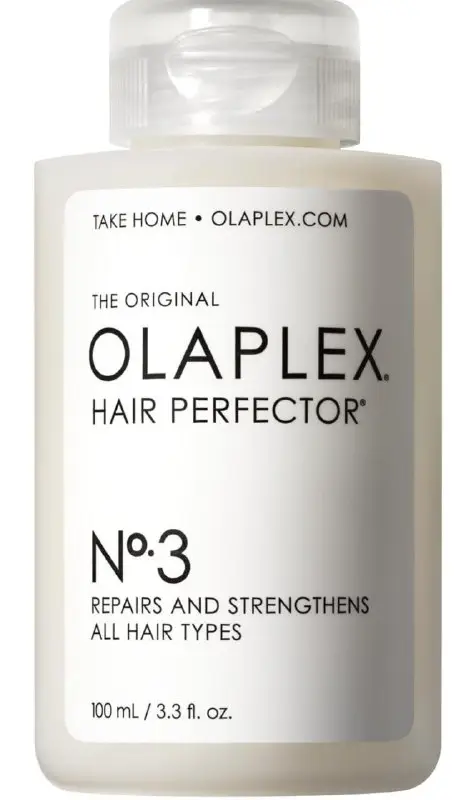 TAKE HOME • OLAPLEX.COM
THE ORIGINAL
OLAPLEX®
HAIR PERFECTOR®
Nº.3
REPAIRS AND STRENGTHENS
ALL HAIR TYPES
100 mL / 3.3 fl. oz.